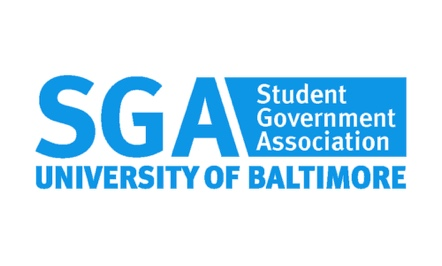 SGA
Student
Government
Association
UNIVERSITY OF BALTIMORE